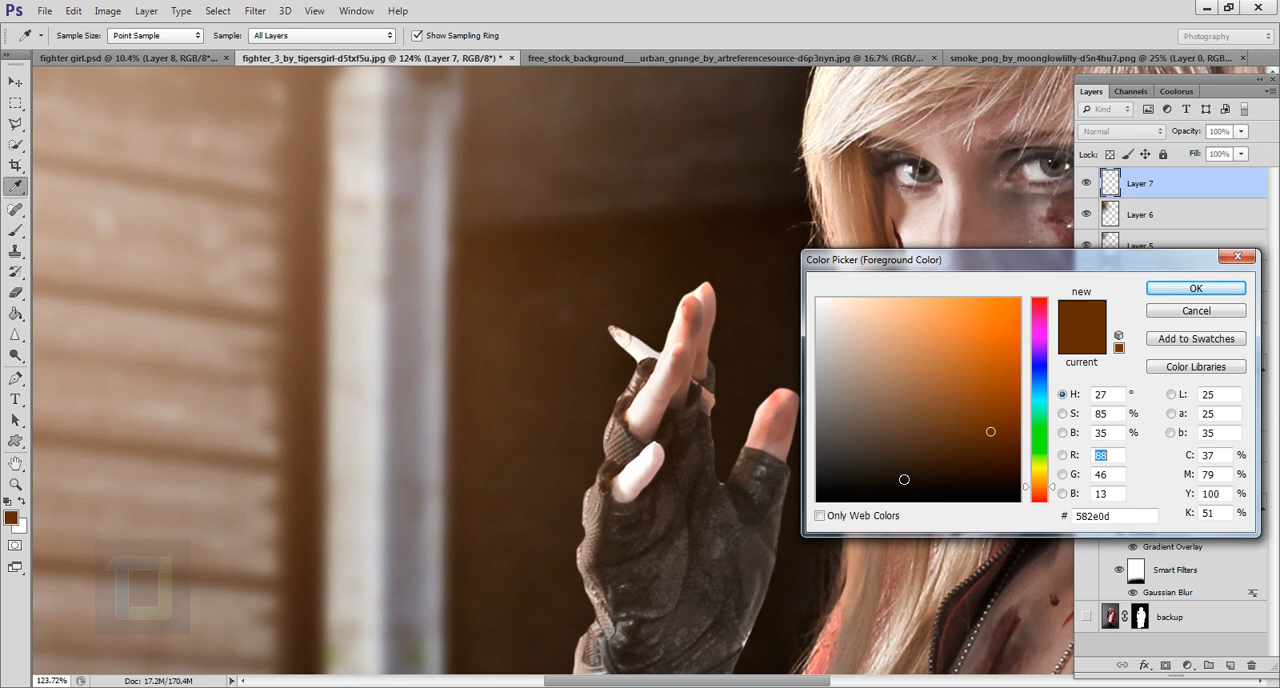 Ps File Edit Image Layer Type Select Filter 3D View Window Help
Sample Size: Point Sample Sample: All Layers Show Sampling Ring Photography
fighter girl.psd @ 10.4% (Layer 8, RGB/8*... × fighter_3_by_tigersgirl-d5txf5u.jpg @ 124% (Layer 7, RGB/8*) * × free_stock_background___urban_grunge_by_artreferencesource-d6p3nyn.jpg @ 16.7% (RGB/... × smoke_png_by_moonglowlilly-d5n4hu7.png @ 25% (Layer 0, RGB... ×
Layers Channels Coolorus
Kind
Normal Opacity: 100%
Lock: Fill: 100%
Layer 7
Layer 6
Layer 5
Color Picker (Foreground Color)
new
current
OK
Cancel
Add to Swatches
Color Libraries
H: 27 ° L: 25
S: 85 % a: 25
B: 35 % b: 35
R: 88 C: 37 %
G: 46 M: 79 %
B: 13 Y: 100 %
# 582e0d K: 51 %
Only Web Colors
Gradient Overlay
Smart Filters
Gaussian Blur
backup
fx
123.72% Doc: 17.2M/170.4M